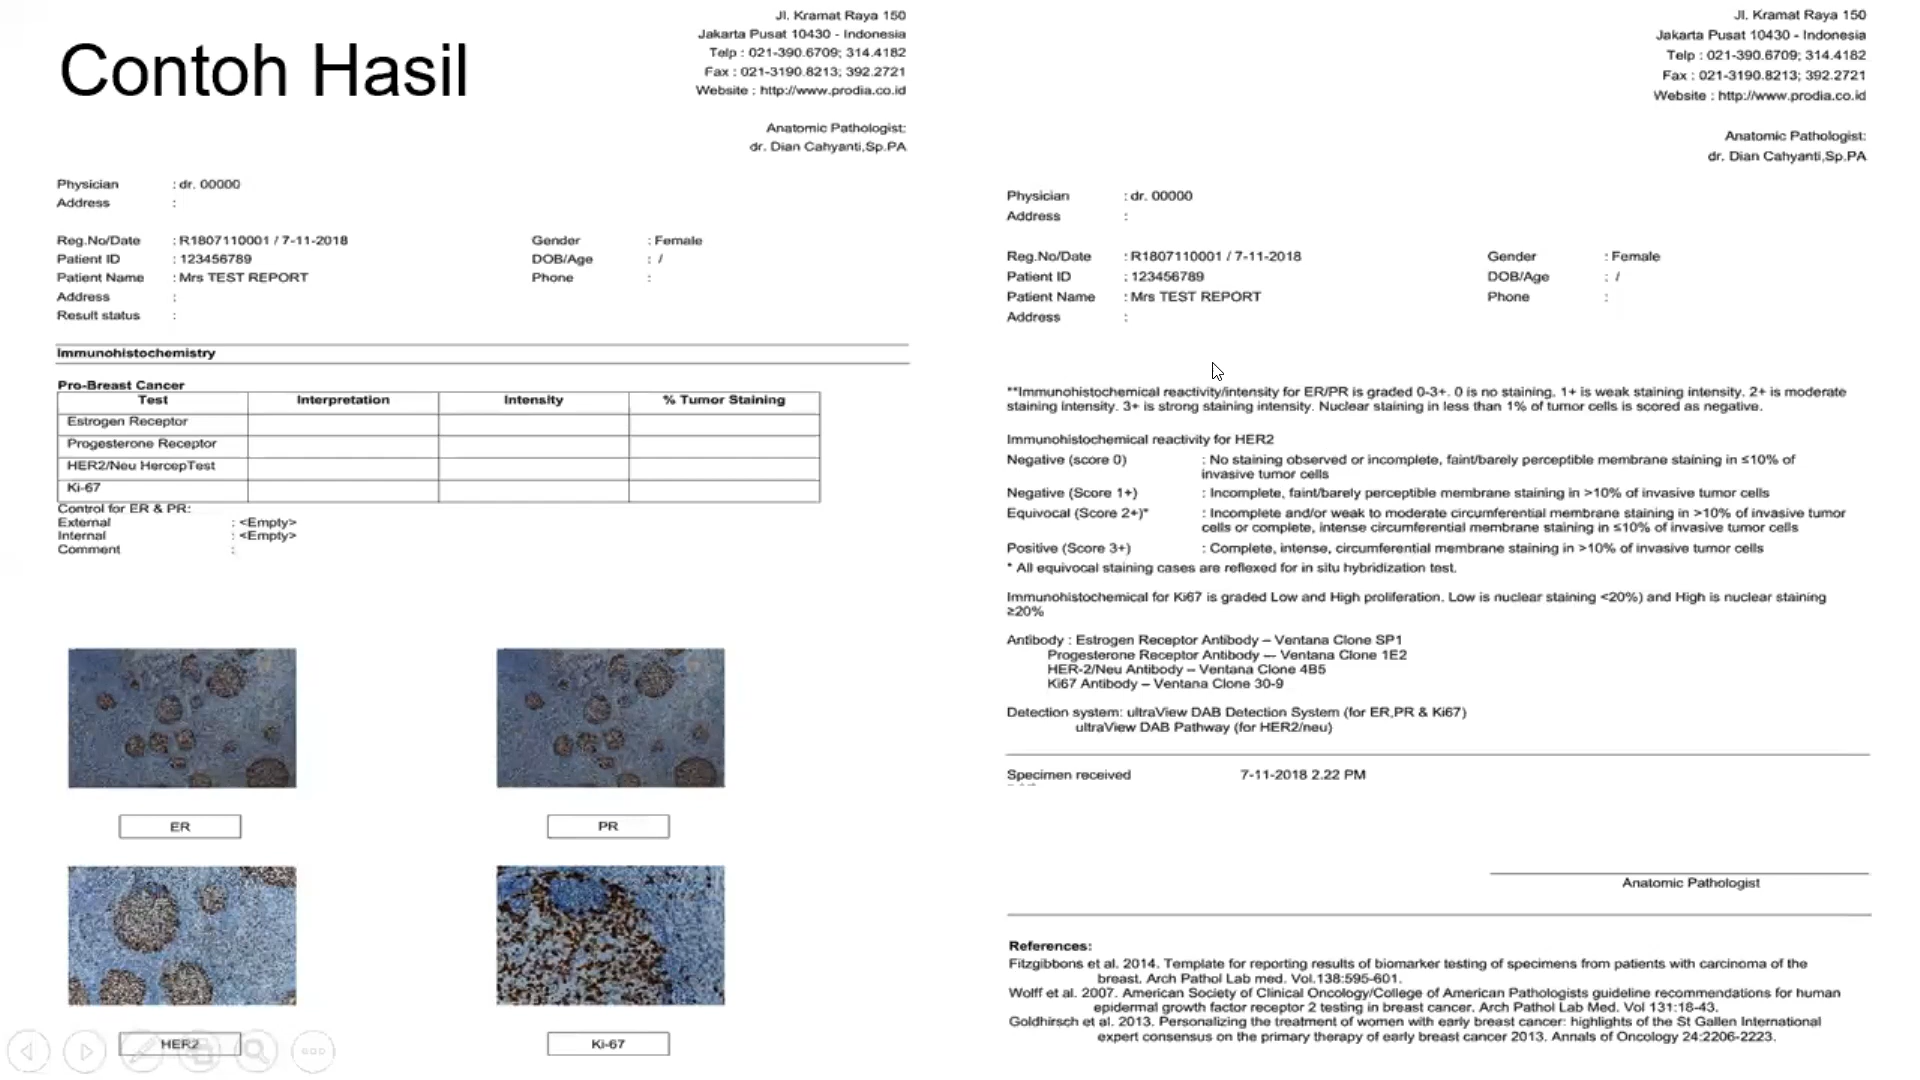 Contoh Hasil
Jl. Kramat Raya 150
Jakarta Pusat 10430 - Indonesia
Telp : 021-390.6709; 314.4182
Fax : 021-3190.8213; 392.2721
Website : http://www.prodia.co.id
Anatomic Pathologist:
dr. Dian Cahyanti,Sp.PA
Physician : dr. 00000
Address :
Reg.No/Date : R1807110001 / 7-11-2018 Gender : Female
Patient ID : 123456789 DOB/Age : /
Patient Name : Mrs TEST REPORT Phone :
Address :
Result status :
Immunohistochemistry
Pro-Breast Cancer
Test Interpretation Intensity % Tumor Staining
Estrogen Receptor
Progesterone Receptor
HER2/Neu HercepTest
Ki-67
Control for ER & PR:
External : <Empty>
Internal : <Empty>
Comment :
ER PR
HER2 Ki-67
Jl. Kramat Raya 150
Jakarta Pusat 10430 - Indonesia
Telp : 021-390.6709; 314.4182
Fax : 021-3190.8213; 392.2721
Website : http://www.prodia.co.id
Anatomic Pathologist:
dr. Dian Cahyanti,Sp.PA
Physician : dr. 00000
Address :
Reg.No/Date : R1807110001 / 7-11-2018 Gender : Female
Patient ID : 123456789 DOB/Age : /
Patient Name : Mrs TEST REPORT Phone :
Address :
**Immunohistochemical reactivity/intensity for ER/PR is graded 0-3+. 0 is no staining. 1+ is weak staining intensity. 2+ is moderate
staining intensity. 3+ is strong staining intensity. Nuclear staining in less than 1% of tumor cells is scored as negative.
Immunohistochemical reactivity for HER2
Negative (score 0) : No staining observed or incomplete, faint/barely perceptible membrane staining in ≤10% of
invasive tumor cells
Negative (Score 1+) : Incomplete, faint/barely perceptible membrane staining in >10% of invasive tumor cells
Equivocal (Score 2+)* : Incomplete and/or weak to moderate circumferential membrane staining in >10% of invasive tumor
cells or complete, intense circumferential membrane staining in ≤10% of invasive tumor cells
Positive (Score 3+) : Complete, intense, circumferential membrane staining in >10% of invasive tumor cells
* All equivocal staining cases are reflexed for in situ hybridization test.
Immunohistochemical for Ki67 is graded Low and High proliferation. Low is nuclear staining <20%) and High is nuclear staining
≥20%
Antibody : Estrogen Receptor Antibody – Ventana Clone SP1
Progesterone Receptor Antibody –- Ventana Clone 1E2
HER-2/Neu Antibody – Ventana Clone 4B5
Ki67 Antibody – Ventana Clone 30-9
Detection system: ultraView DAB Detection System (for ER,PR & Ki67)
ultraView DAB Pathway (for HER2/neu)
Specimen received 7-11-2018 2.22 PM
Anatomic Pathologist
References:
Fitzgibbons et al. 2014. Template for reporting results of biomarker testing of specimens from patients with carcinoma of the
breast. Arch Pathol Lab med. Vol.138:595-601.
Wolff et al. 2007. American Society of Clinical Oncology/College of American Pathologists guideline recommendations for human
epidermal growth factor receptor 2 testing in breast cancer. Arch Pathol Lab Med. Vol 131:18-43.
Goldhirsch et al. 2013. Personalizing the treatment of women with early breast cancer: highlights of the St Gallen International
expert consensus on the primary therapy of early breast cancer 2013. Annals of Oncology 24:2206-2223.